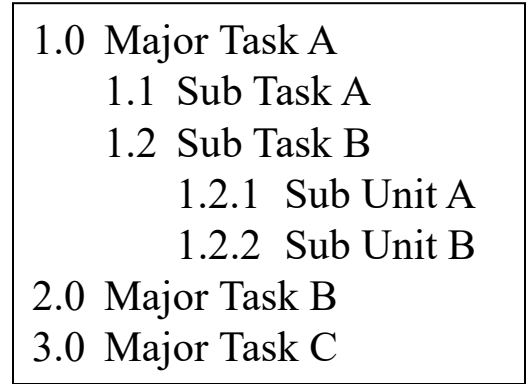 1.0 Major Task A
1.1 Sub Task A
1.2 Sub Task B
1.2.1 Sub Unit A
1.2.2 Sub Unit B
2.0 Major Task B
3.0 Major Task C